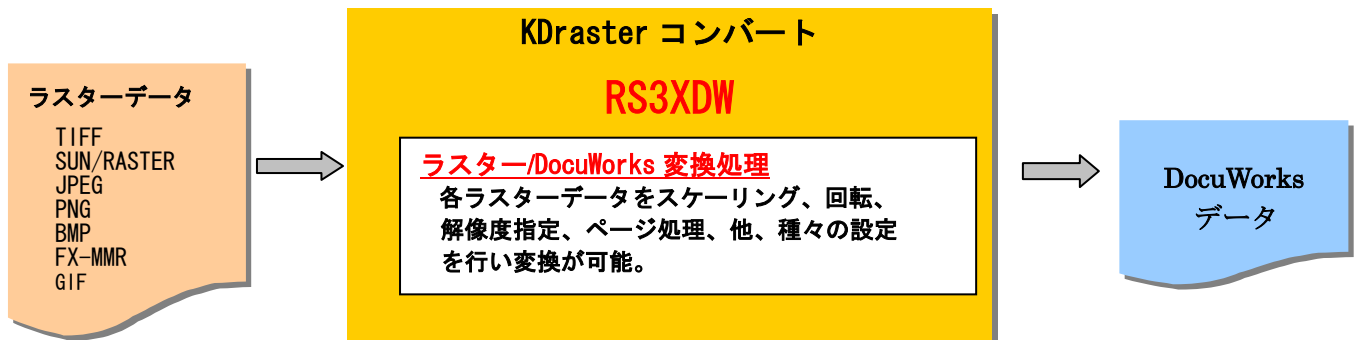 ラスターデータ
TIFF
SUN/RASTER
JPEG
PNG
BMP
FX-MMR
GIF
KDraster コンバート
RS3XDW
ラスター/DocuWorks 変換処理
各ラスターデータをスケーリング、回転、
解像度指定、ページ処理、他、種々の設定
を行い変換が可能。
DocuWorks
データ